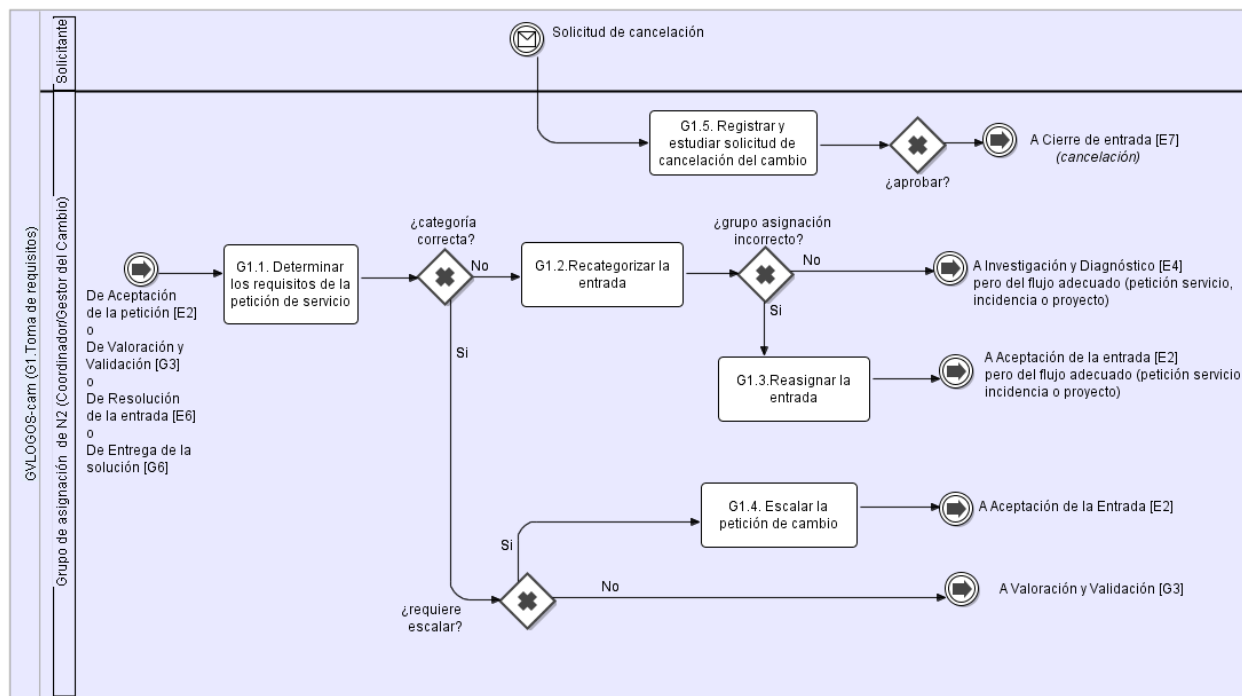 GVLOGOS-cam (G1.Toma de requisitos)
Solicitante
Solicitud de cancelación
Grupo de asignación de N2 (Coordinador/Gestor del Cambio)
G1.5. Registrar y
estudiar solicitud de
cancelación del cambio
¿aprobar?
A Cierre de entrada [E7]
(cancelación)
De Aceptación
de la petición [E2]
o
De Valoración y
Validación [G3]
o
De Resolución
de la entrada [E6]
o
De Entrega de la
solución [G6]
G1.1. Determinar
los requisitos de la
petición de servicio
¿categoría
correcta?
No
Si
G1.2.Recategorizar la
entrada
¿grupo asignación
incorrecto?
No
A Investigación y Diagnóstico [E4]
pero del flujo adecuado (petición servicio,
incidencia o proyecto)
Si
G1.3.Reasignar la
entrada
A Aceptación de la entrada [E2]
pero del flujo adecuado (petición servicio
incidencia o proyecto)
¿requiere
escalar?
Si
G1.4. Escalar la
petición de cambio
A Aceptación de la Entrada [E2]
No
A Valoración y Validación [G3]